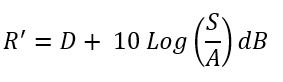 R′ = D + 10 Log (S/A) dB